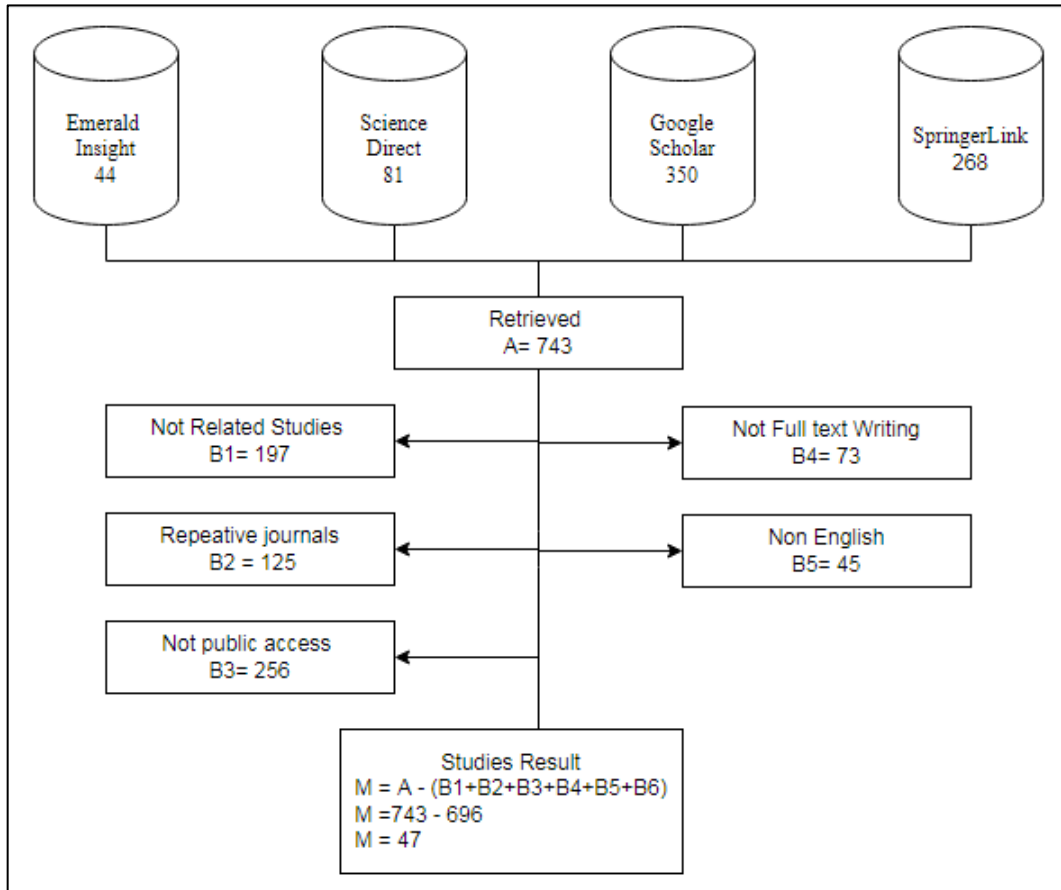 Emerald
Insight
44
Science
Direct
81
Google
Scholar
350
SpringerLink
268
Retrieved
A= 743
Not Related Studies
B1= 197
Not Full text Writing
B4= 73
Repeative journals
B2 = 125
Non English
B5= 45
Not public access
B3= 256
Studies Result
M = A - (B1+B2+B3+B4+B5+B6)
M =743 - 696
M = 47